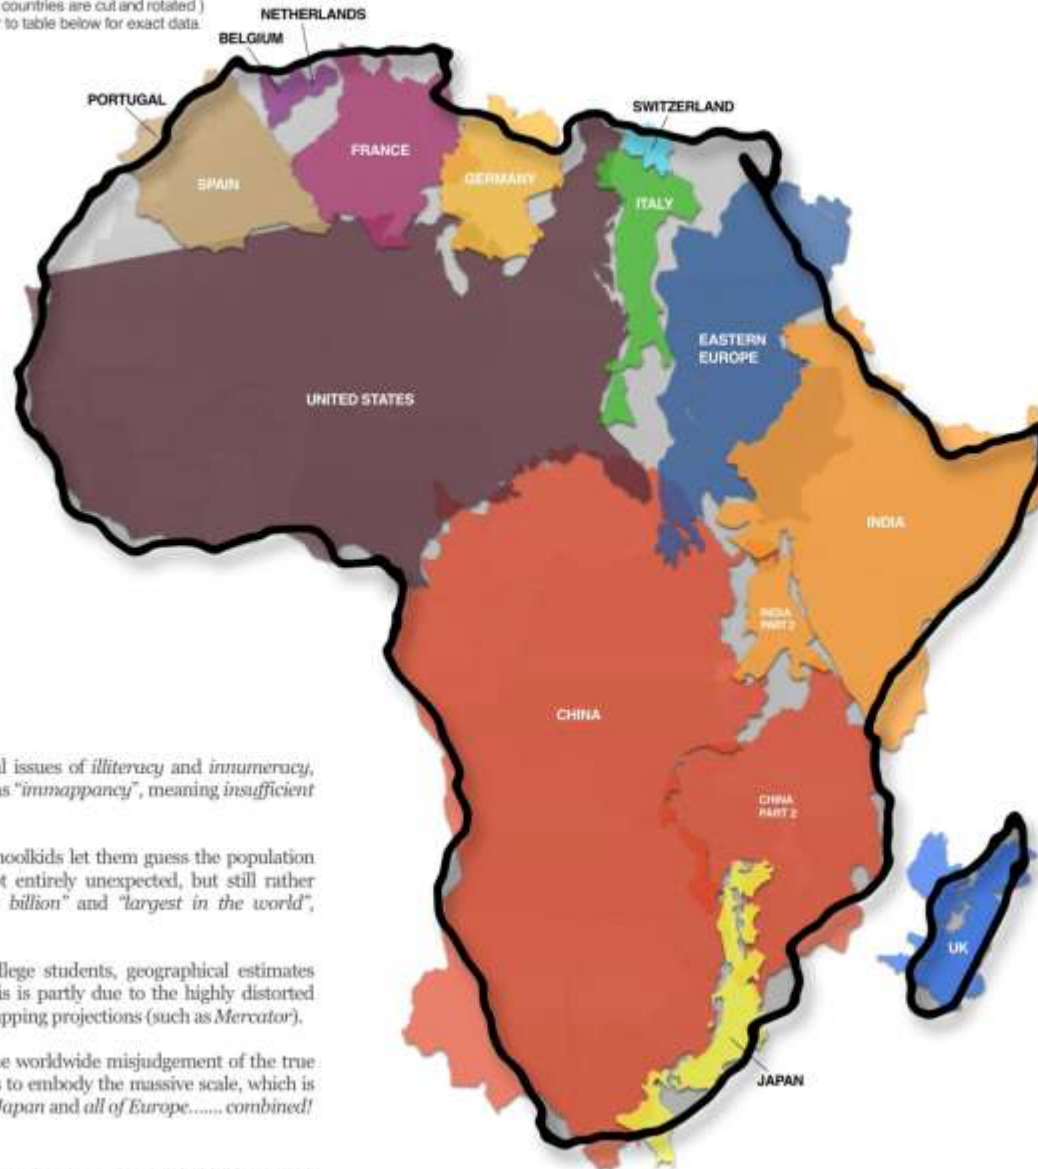 countries are cut and rotated )
to table below for exact data
NETHERLANDS
BELGIUM
PORTUGAL
SWITZERLAND
FRANCE
GERMANY
SPAIN
ITALY
EASTERN
EUROPE
UNITED STATES
INDIA
INDIA
PART 2
CHINA
CHINA
PART 2
UK
JAPAN
issues of illiteracy and innumeracy,
as "immappancy", meaning insufficient
let them guess the population
entirely unexpected, but still rather
billion" and "largest in the world",
students, geographical estimates
is partly due to the highly distorted
projections (such as Mercator).
worldwide misjudgement of the true
to embody the massive scale, which is
Japan and all of Europe....... combined!